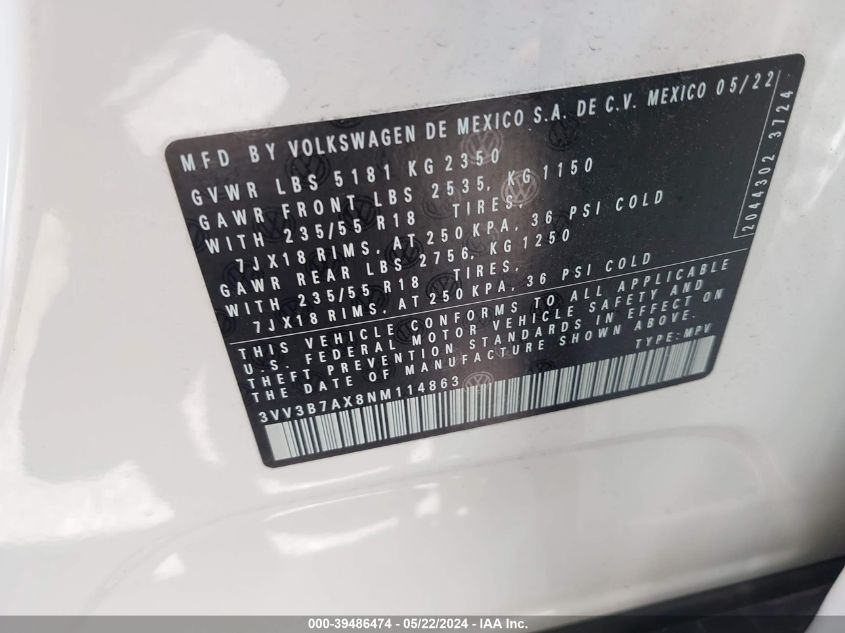 MFD BY VOLKSWAGEN DE MEXICO S.A. DE C.V. MEXICO 05/22
GVWR LBS 5181 KG 2350
GAWR FRONT LBS 2535, KG 1150
WITH 235/55 R18 TIRES,
7JX18 RIMS, AT 250KPA, 36 PSI COLD
GAWR REAR LBS 2756, KG 1250
WITH 235/55 R18 TIRES,
7JX18 RIMS, AT 250KPA, 36 PSI COLD
THIS VEHICLE CONFORMS TO ALL APPLICABLE
U.S. FEDERAL MOTOR VEHICLE SAFETY AND
THEFT PREVENTION STANDARDS IN EFFECT ON
THE DATE OF MANUFACTURE SHOWN ABOVE.
3VV3B7AX8NM114863 TYPE: MPV
2044302 3724
000-39486474 - 05/22/2024 - IAA Inc.